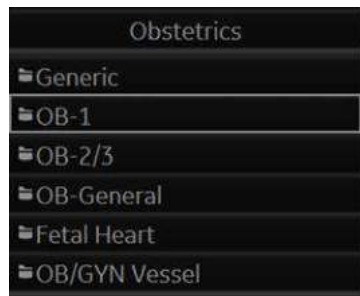 Obstetrics
Generic
OB-1
OB-2/3
OB-General
Fetal Heart
OB/GYN Vessel